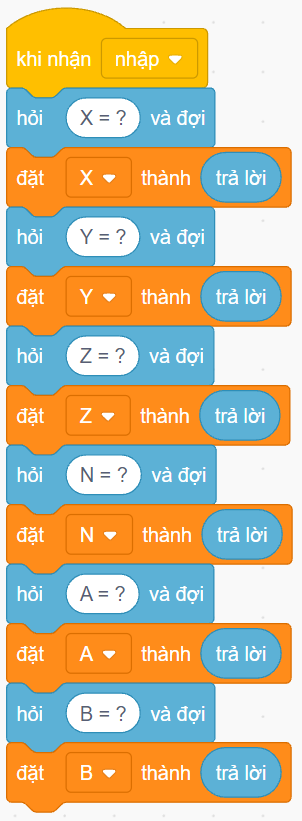 khi nhận nhập
hỏi X = ? và đợi
đặt X thành trả lời
hỏi Y = ? và đợi
đặt Y thành trả lời
hỏi Z = ? và đợi
đặt Z thành trả lời
hỏi N = ? và đợi
đặt N thành trả lời
hỏi A = ? và đợi
đặt A thành trả lời
hỏi B = ? và đợi
đặt B thành trả lời